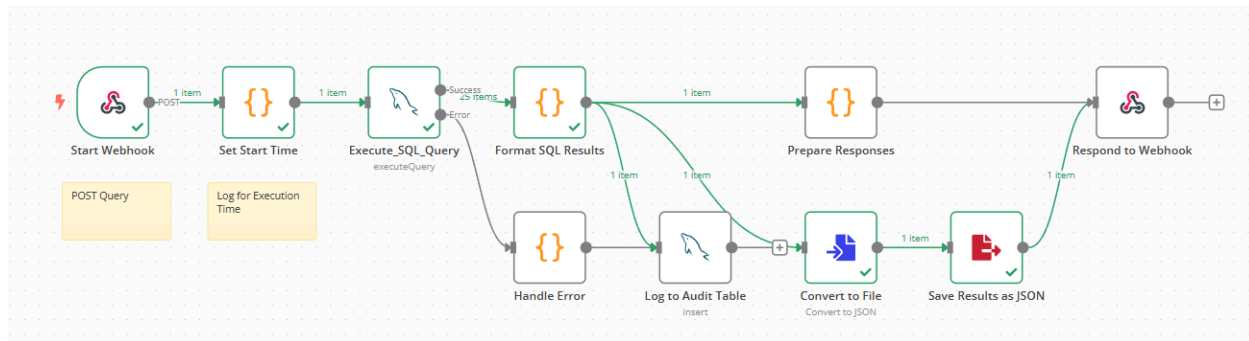 POST
1 item
1 item
Success
25 items
Error
1 item
Start Webhook
Set Start Time
Execute_SQL_Query
executeQuery
Format SQL Results
Prepare Responses
Respond to Webhook
POST Query
Log for Execution
Time
1 item
1 item
1 item
1 item
Handle Error
Log to Audit Table
insert
Convert to File
Convert to JSON
Save Results as JSON